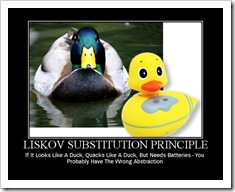 LISKOV SUBSTITUTION PRINCIPLE
If It Looks Like A Duck, Quacks Like A Duck, But Needs Batteries - You
Probably Have The Wrong Abstraction